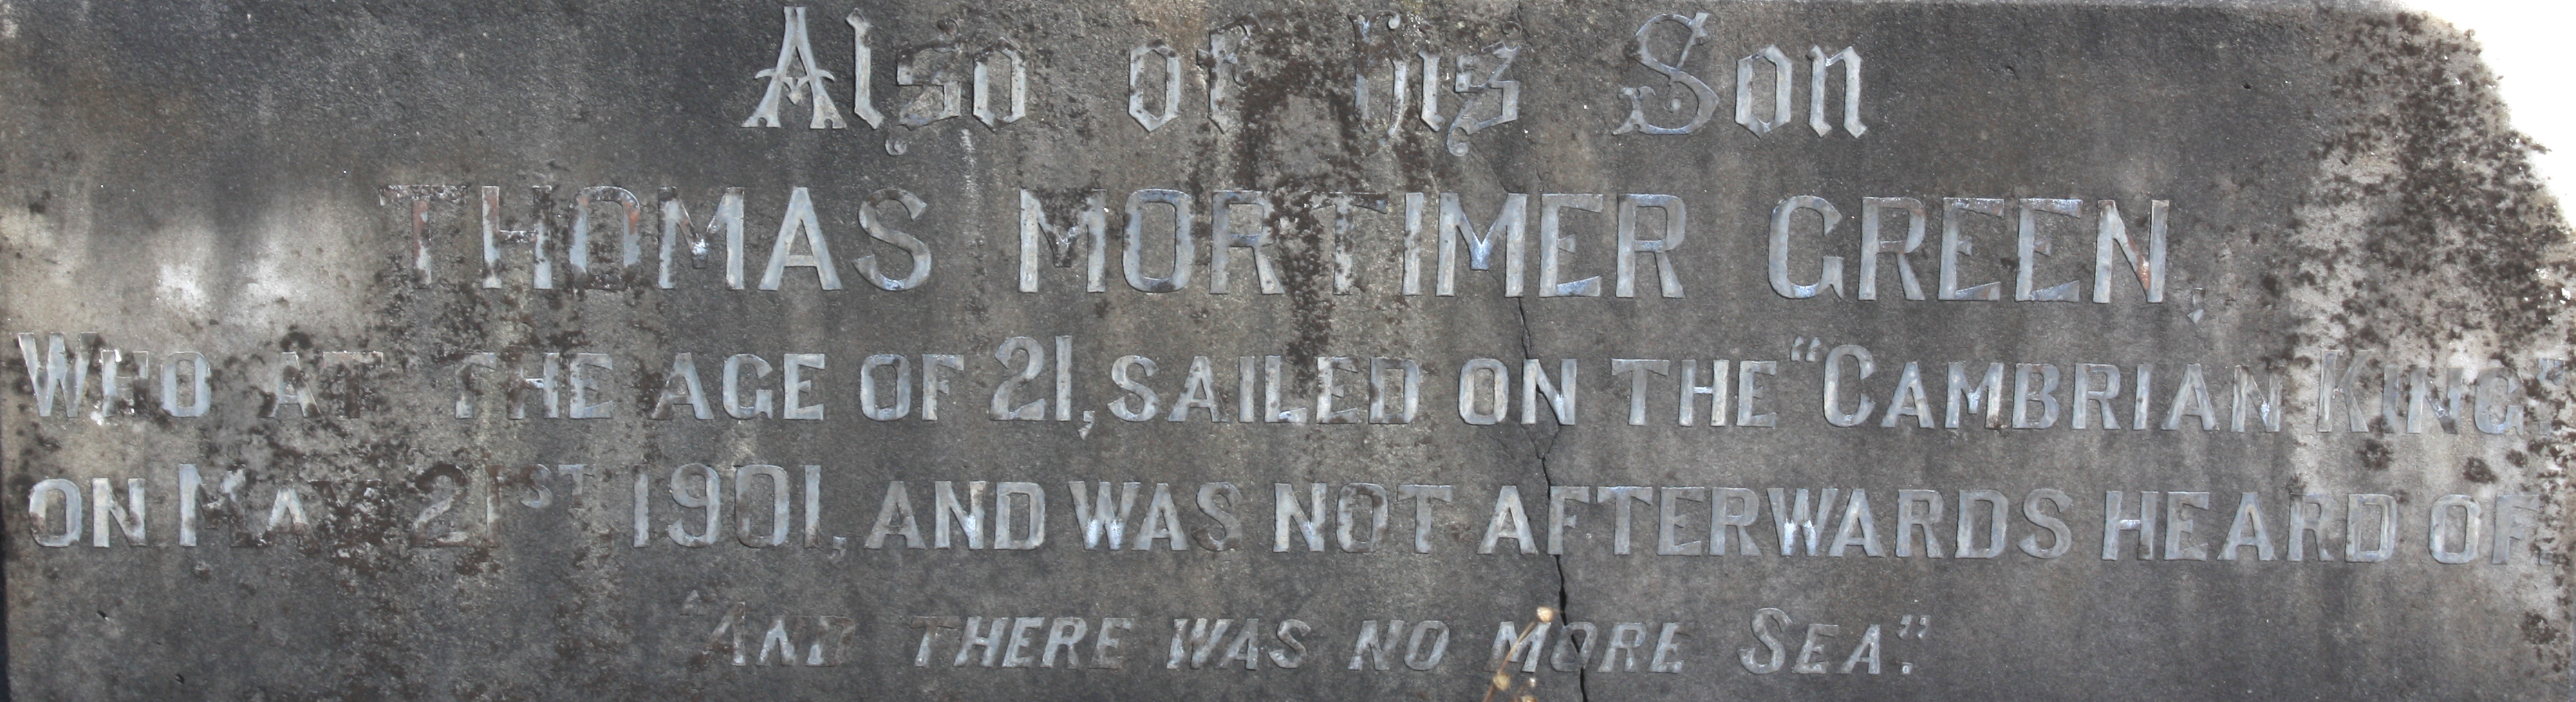 Also of his Son
THOMAS MORTIMER GREEN,
WHO AT THE AGE OF 21, SAILED ON THE "CAMBRIAN KING"
ON MAY 21ST 1901, AND WAS NOT AFTERWARDS HEARD OF.
"AND THERE WAS NO MORE SEA".